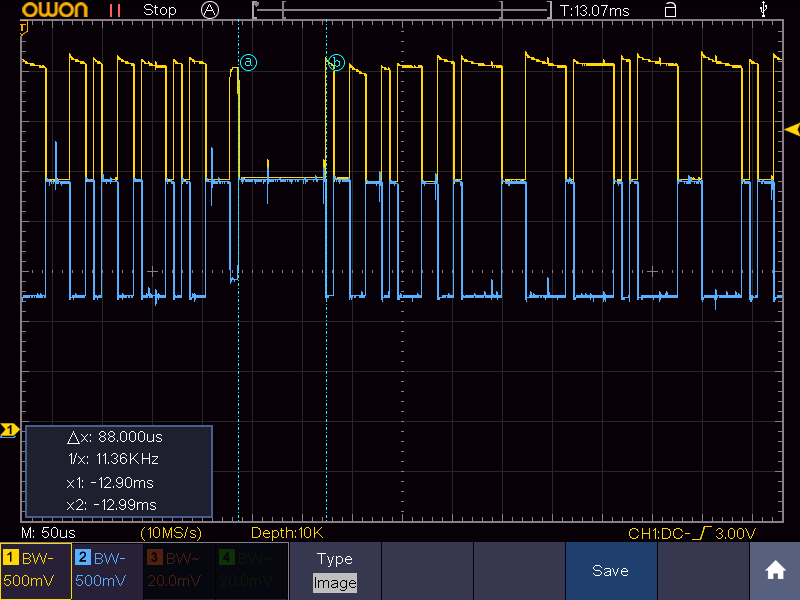 OWON Stop A T:13.07ms
T
a b
1
△x: 88.000us
1/x: 11.36KHz
x1: -12.90ms
x2: -12.99ms
M: 50us (10MS/s) Depth:10K CH1:DC- 3.00V
1 BW~ 2 BW~ 3 BW~ 4 BW~
500mV 500mV 20.0mV 20.0mV
Type
Image
Save